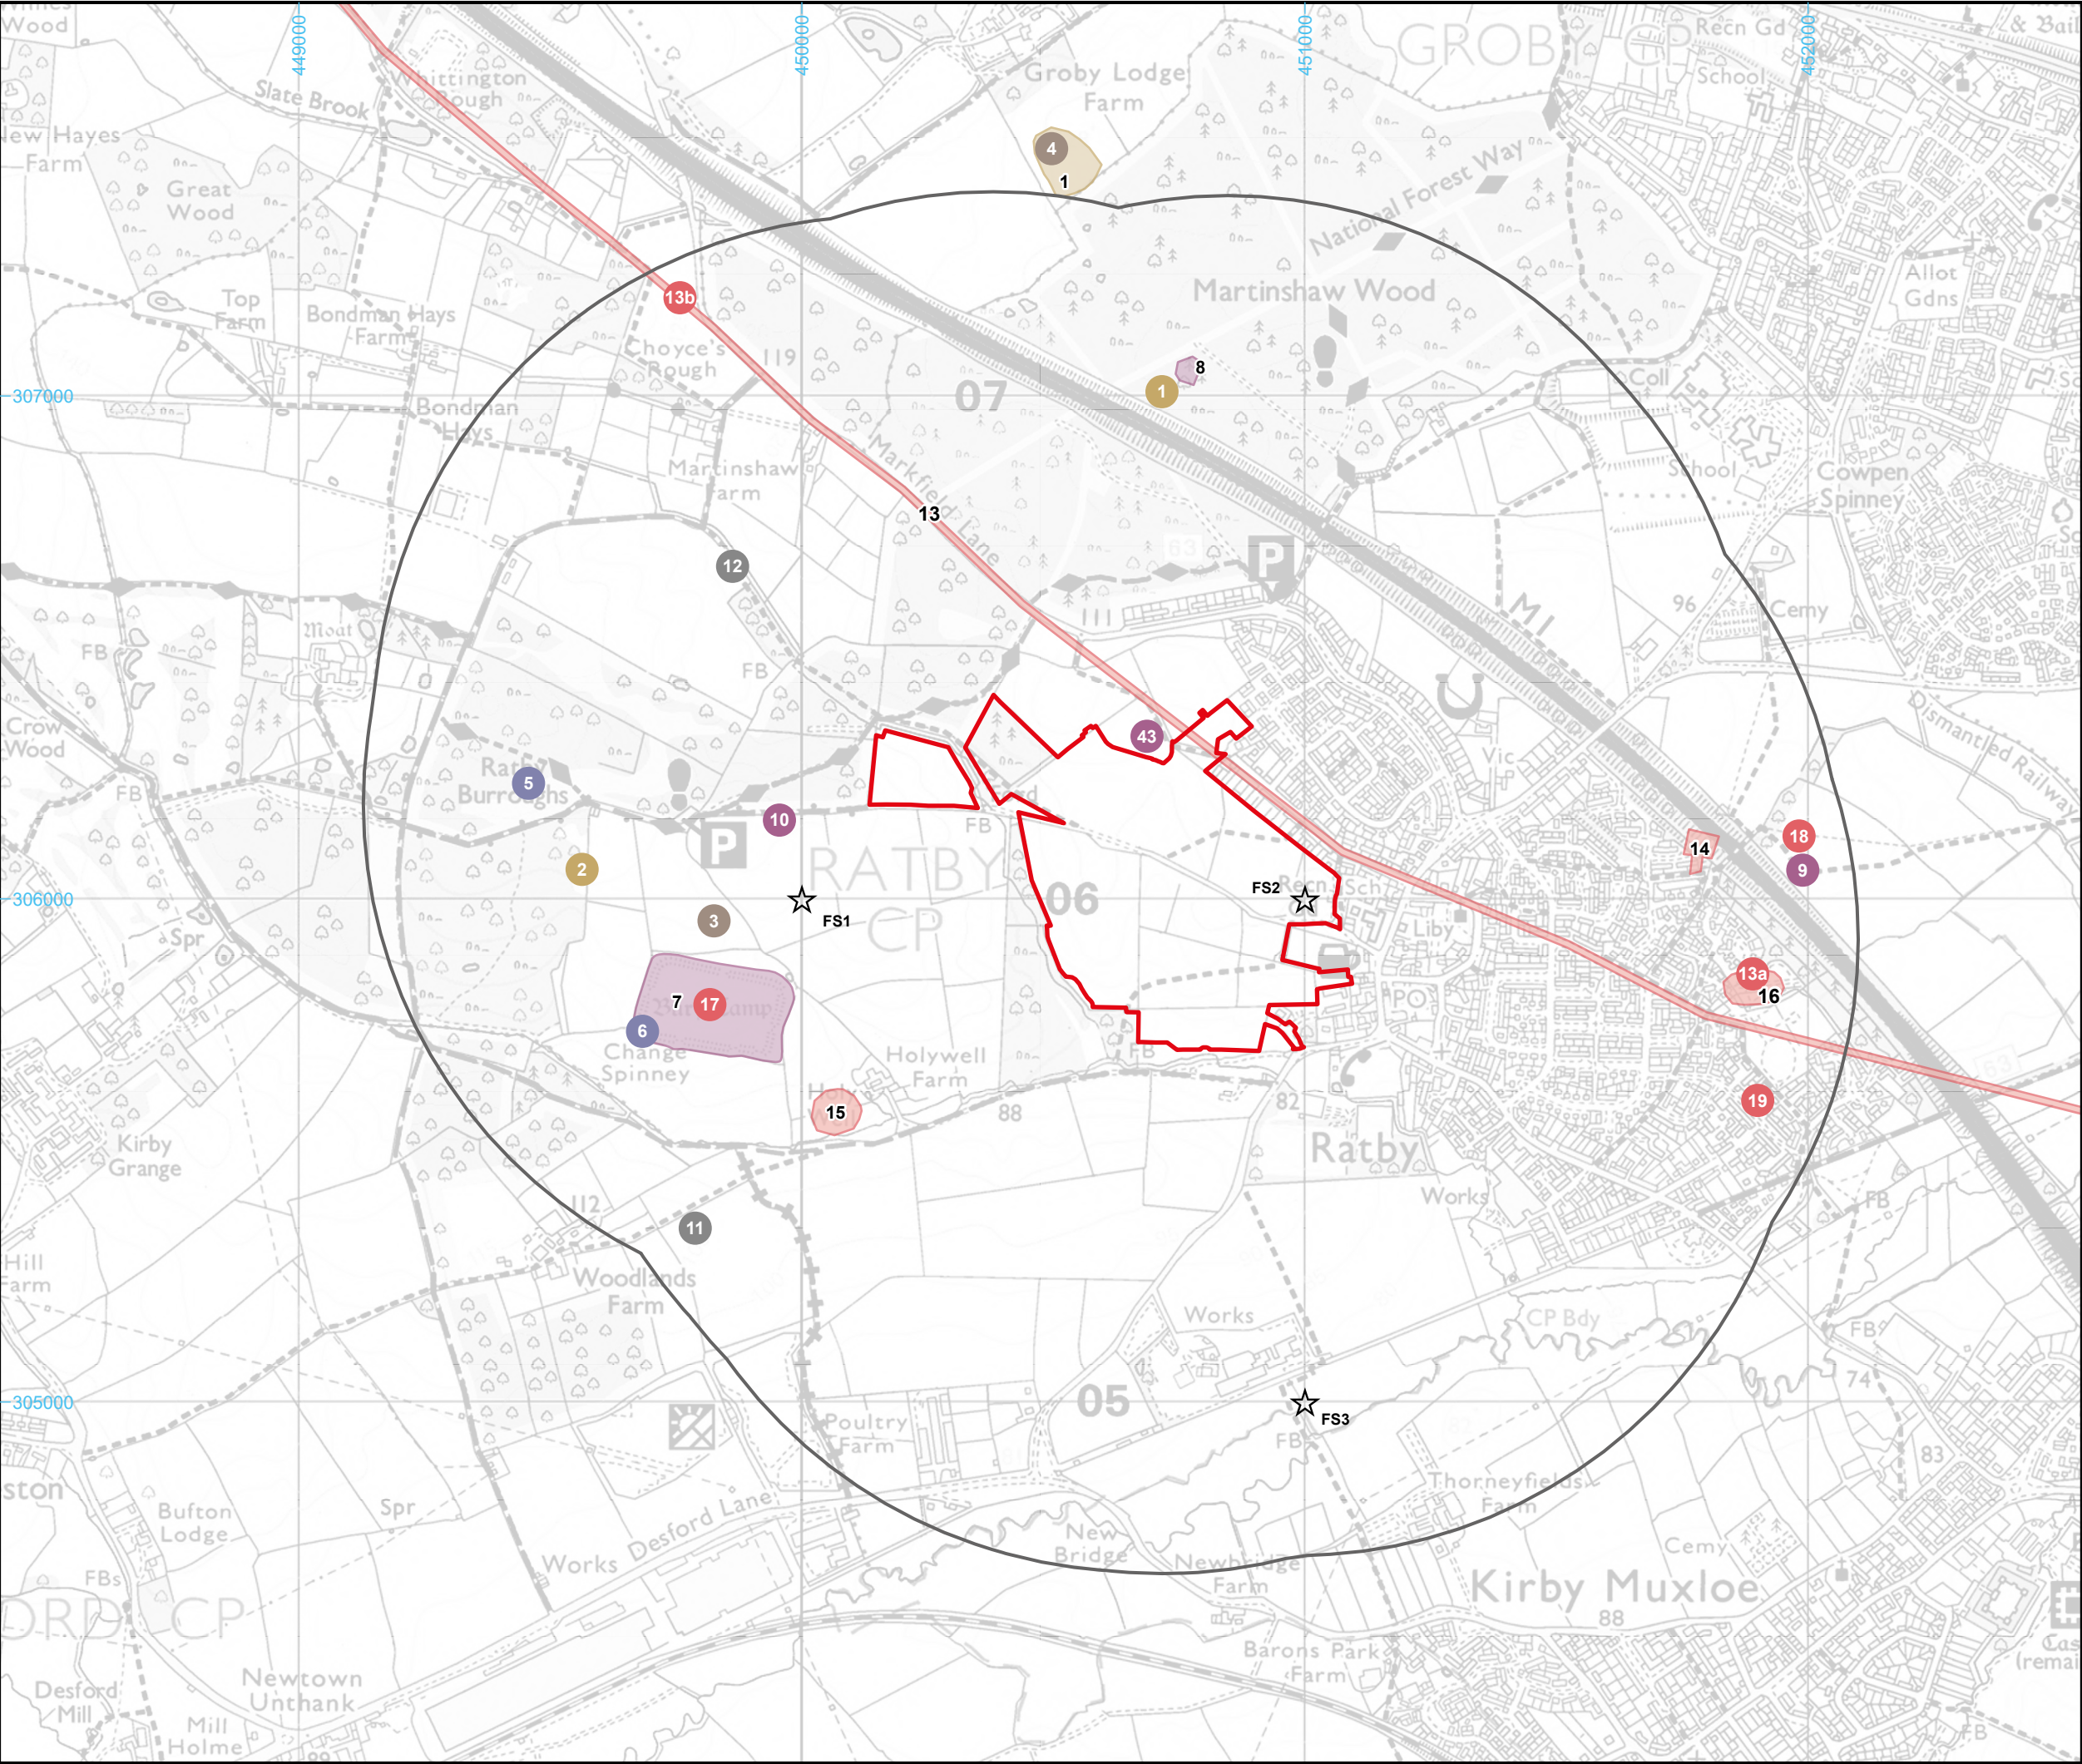 Wood
449000
450000
451000
452000
GROBY CP
Recn Gd
& Bail
School
Whittington
Rough
Groby Lodge
Farm
Slate Brook
New Hayes
Farm
Great
Wood
4
1
National Forest Way
Allot
Gdns
13b
Martinshaw Wood
Top
Farm
Bondman Hays
Farm
Choyce's
Rough
119
8
1
Coll
307000
07
Bondman
Hays
Markfield Lane
Martinshaw
Farm
School
Cowpen
Spinney
13
63
P
12
M1
96
Cemy
111
Moat
FB
FB
Crow
Wood
Dismantled Railway
43
Vic
Ratby
Burroughs
5
FB
10
FB
18
P
RATBY
CP
14
9
2
306000
06
FS1
FS2
Recn
Sch
3
Liby
Spr
13a
16
7
17
PO
6
Change
Spinney
Holywell
Farm
FB
15
88
82
19
Kirby
Grange
Ratby
112
Works
FB
11
Hill
Farm
Woodlands
Farm
Works
CP Bdy
FB
74
305000
05
FS3
FB
Poultry
Farm
83
Spr
Bufton
Lodge
Desford Lane
Works
Thorneyfields
Farm
New
Bridge
Newbridge
Farm
Cemy
FBs
CP
Kirby Muxloe
88
Barons Park
Farm
Cas
(remai
Newtown
Unthank
Desford
Mill
Mill
Holme
FB